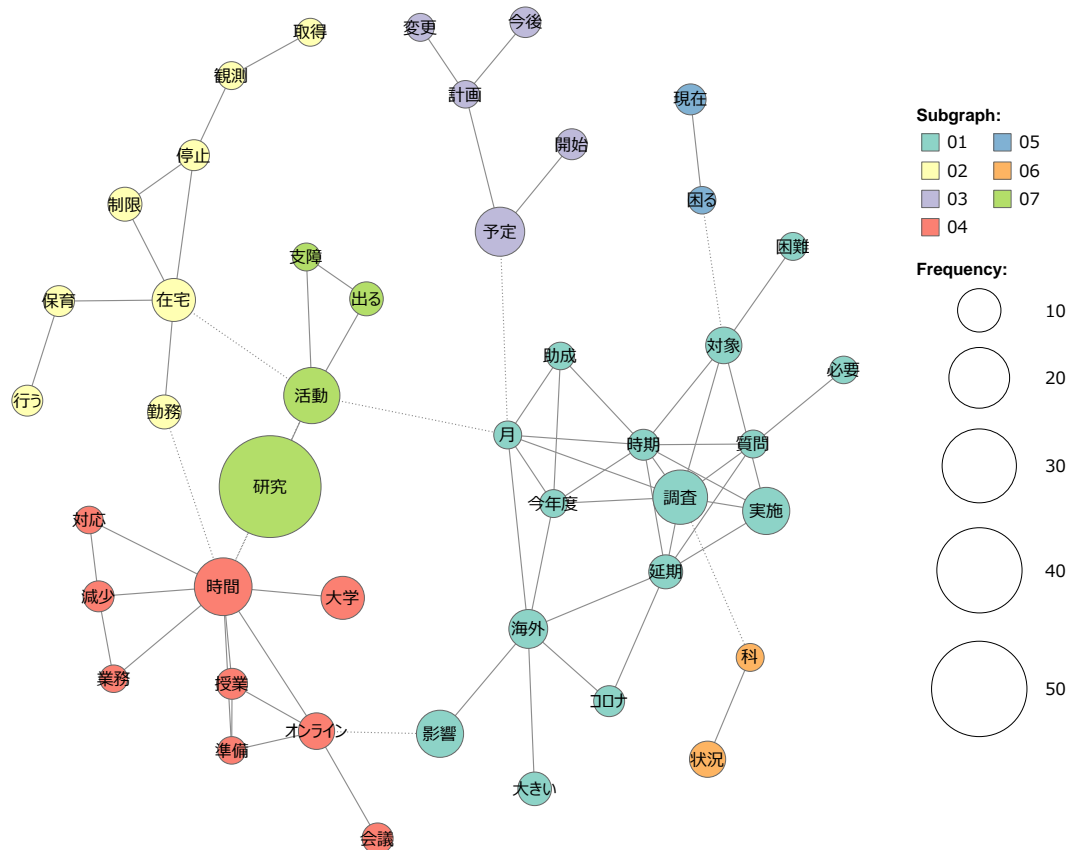 取得
変更
今後
観測
計画
現在
停止
開始
制限
困る
予定
困難
支障
保育
在宅
出る
対象
助成
必要
行う
勤務
活動
月
時期
質問
研究
今年度
調査
実施
対応
延期
時間
減少
大学
海外
業務
授業
科
コロナ
オンライン
準備
影響
状況
大きい
会議
Subgraph:
01 05
02 06
03 07
04
Frequency:
10
20
30
40
50